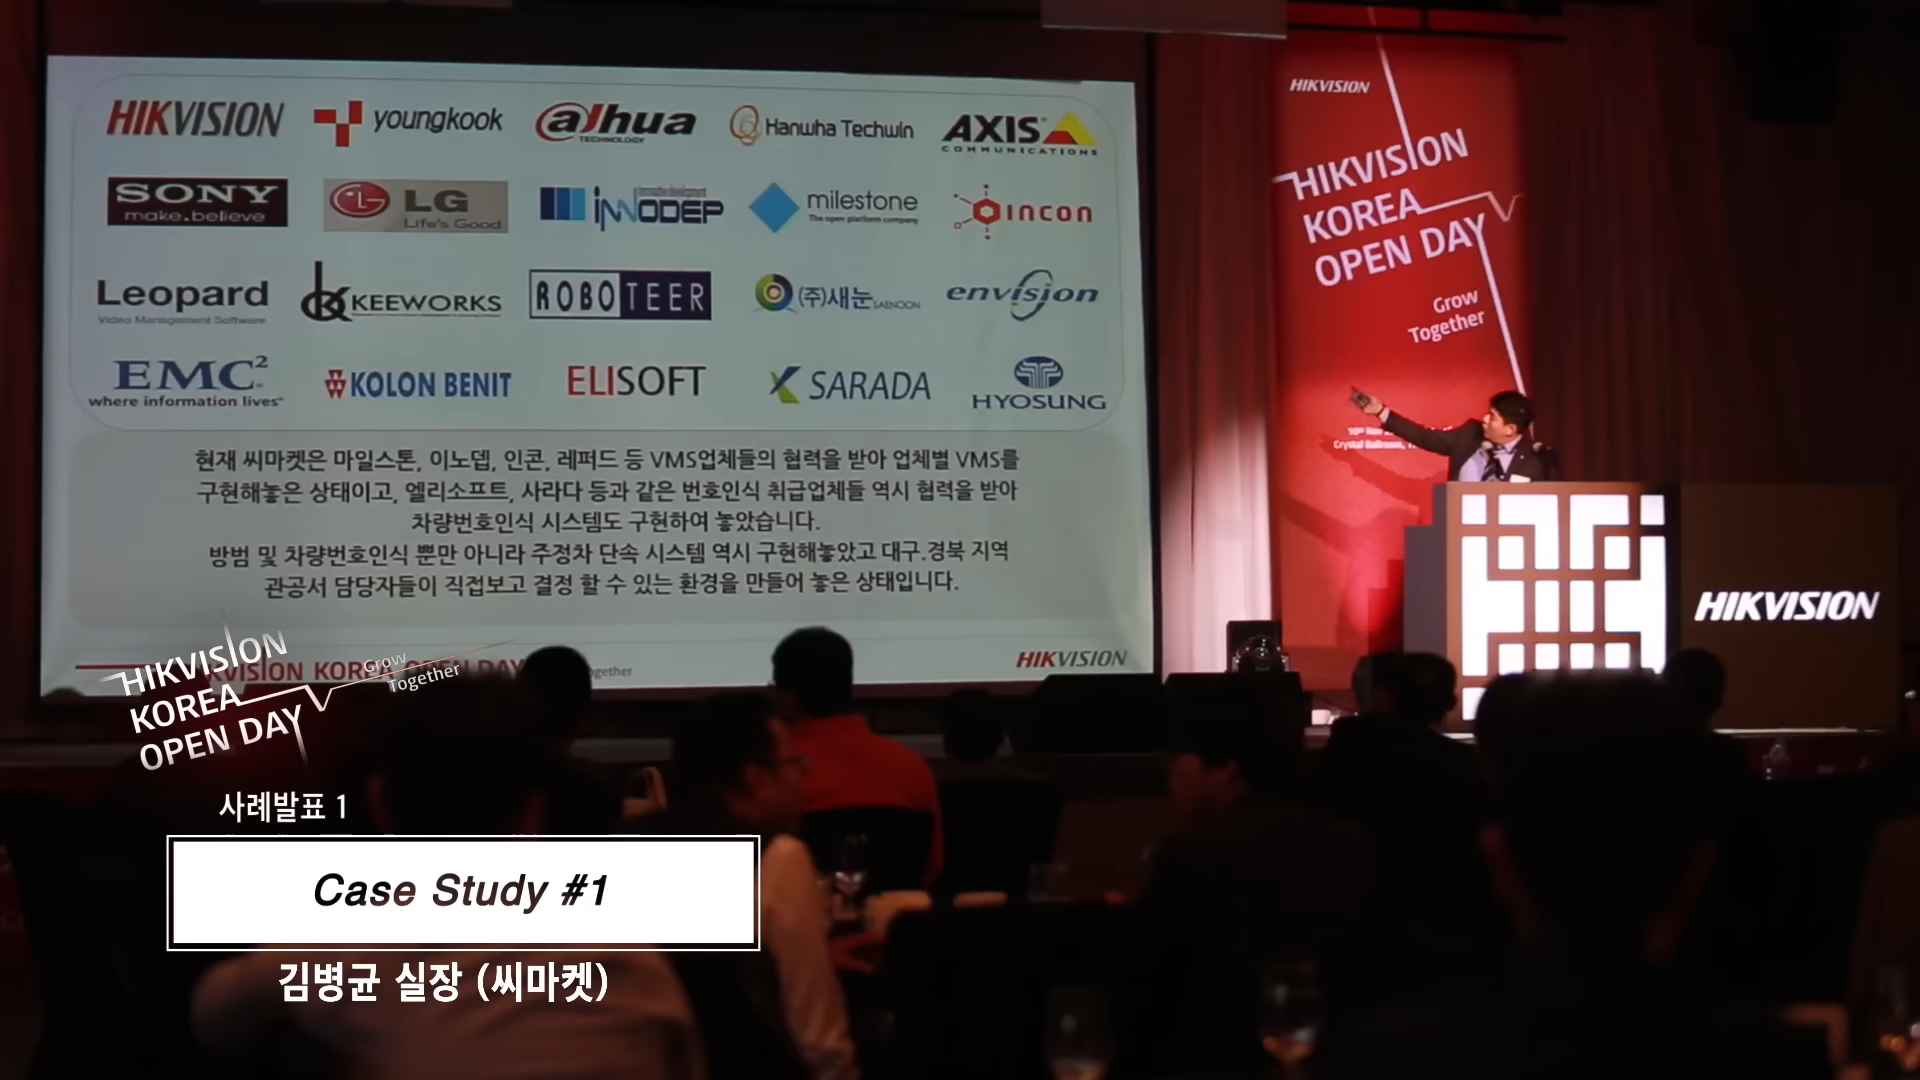 HIKVISION
youngkook
alhua
TECHNOLOGY
Hanwha Techwin
AXIS
COMMUNICATIONS
SONY
make.believe
LG
Life's Good
INNODEP
milestone
The open platform company
INCON
Leopard
Video Management Software
KEEWORKS
ROBOTEER
(주)새눈
SAENOON
envision
EMC²
where information lives
KOLON BENIT
ELISOFT
SARADA
HYOSUNG
현재 씨마켓은 마일스톤, 이노뎁, 인콘, 레퍼드 등 VMS업체들의 협력을 받아 업체별 VMS를
구현해놓은 상태이고, 엘리소프트, 사라다 등과 같은 번호인식 취급업체들 역시 협력을 받아
차량번호인식 시스템도 구현하여 놓았습니다.
방범 및 차량번호인식 뿐만 아니라 주정차 단속 시스템 역시 구현해놓았고 대구.경북 지역
관공서 담당자들이 직접보고 결정 할 수 있는 환경을 만들어 놓은 상태입니다.
HIKVISION
HIKVISION
HIKVISION
KOREA
OPEN DAY
Grow
Together
HIKVISION
HIKVISION
KOREA
OPEN DAY
Grow
Together
사례발표 1
Case Study #1
김병균 실장 (씨마켓)